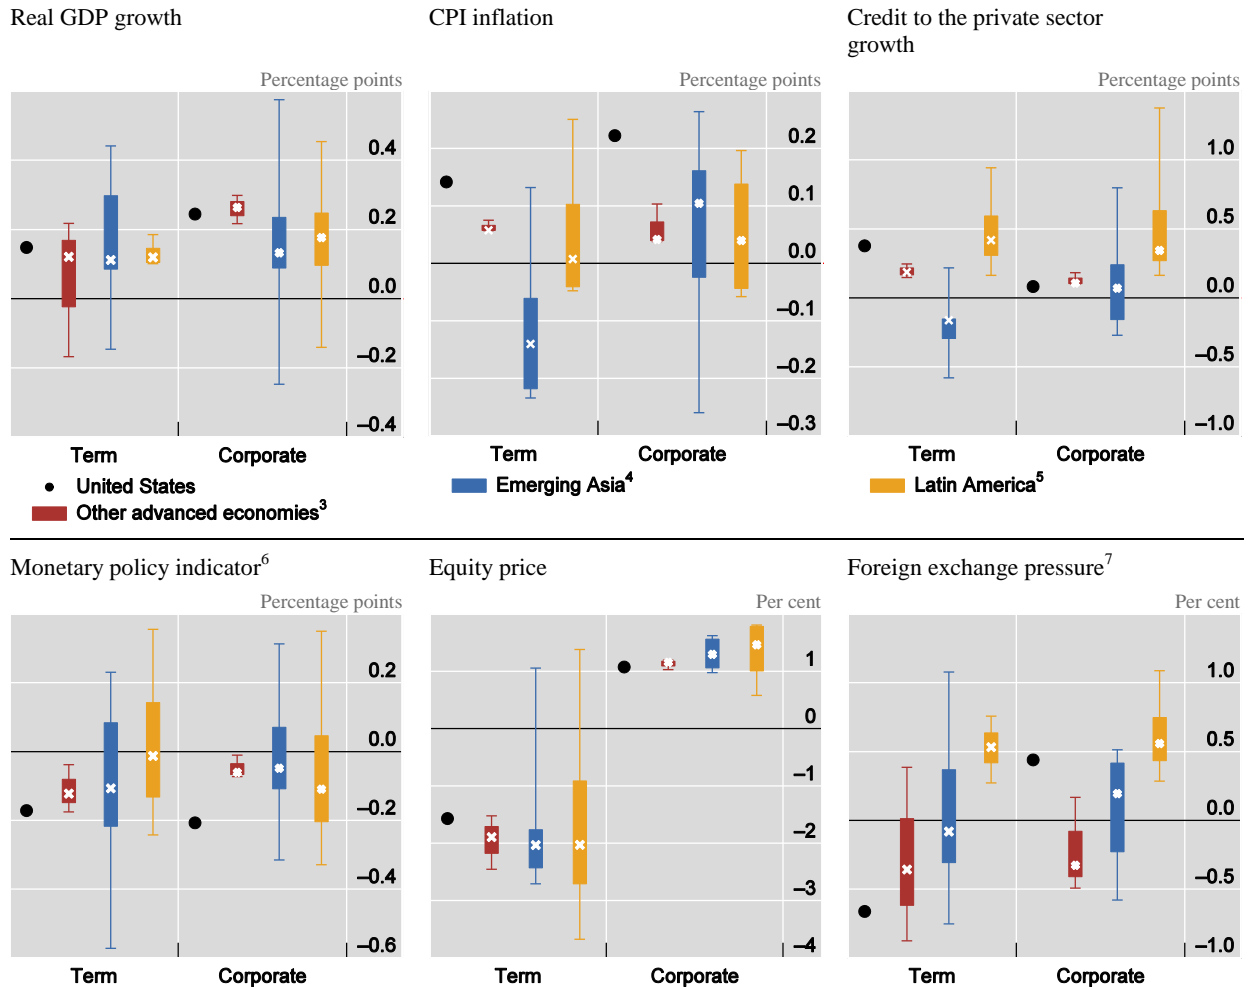 Real GDP growth
CPI inflation
Credit to the private sector
growth
Percentage points
Percentage points
Percentage points
0.4
0.2
0.0
–0.2
–0.4
Term
Corporate
0.2
0.1
0.0
–0.1
–0.2
–0.3
Term
Corporate
1.0
0.5
0.0
–0.5
–1.0
Term
Corporate
United States
Other advanced economies³
Emerging Asia⁴
Latin America⁵
Monetary policy indicator⁶
Equity price
Foreign exchange pressure⁷
Percentage points
Per cent
Per cent
0.2
0.0
–0.2
–0.4
–0.6
Term
Corporate
1
0
–1
–2
–3
–4
Term
Corporate
1.0
0.5
0.0
–0.5
–1.0
Term
Corporate